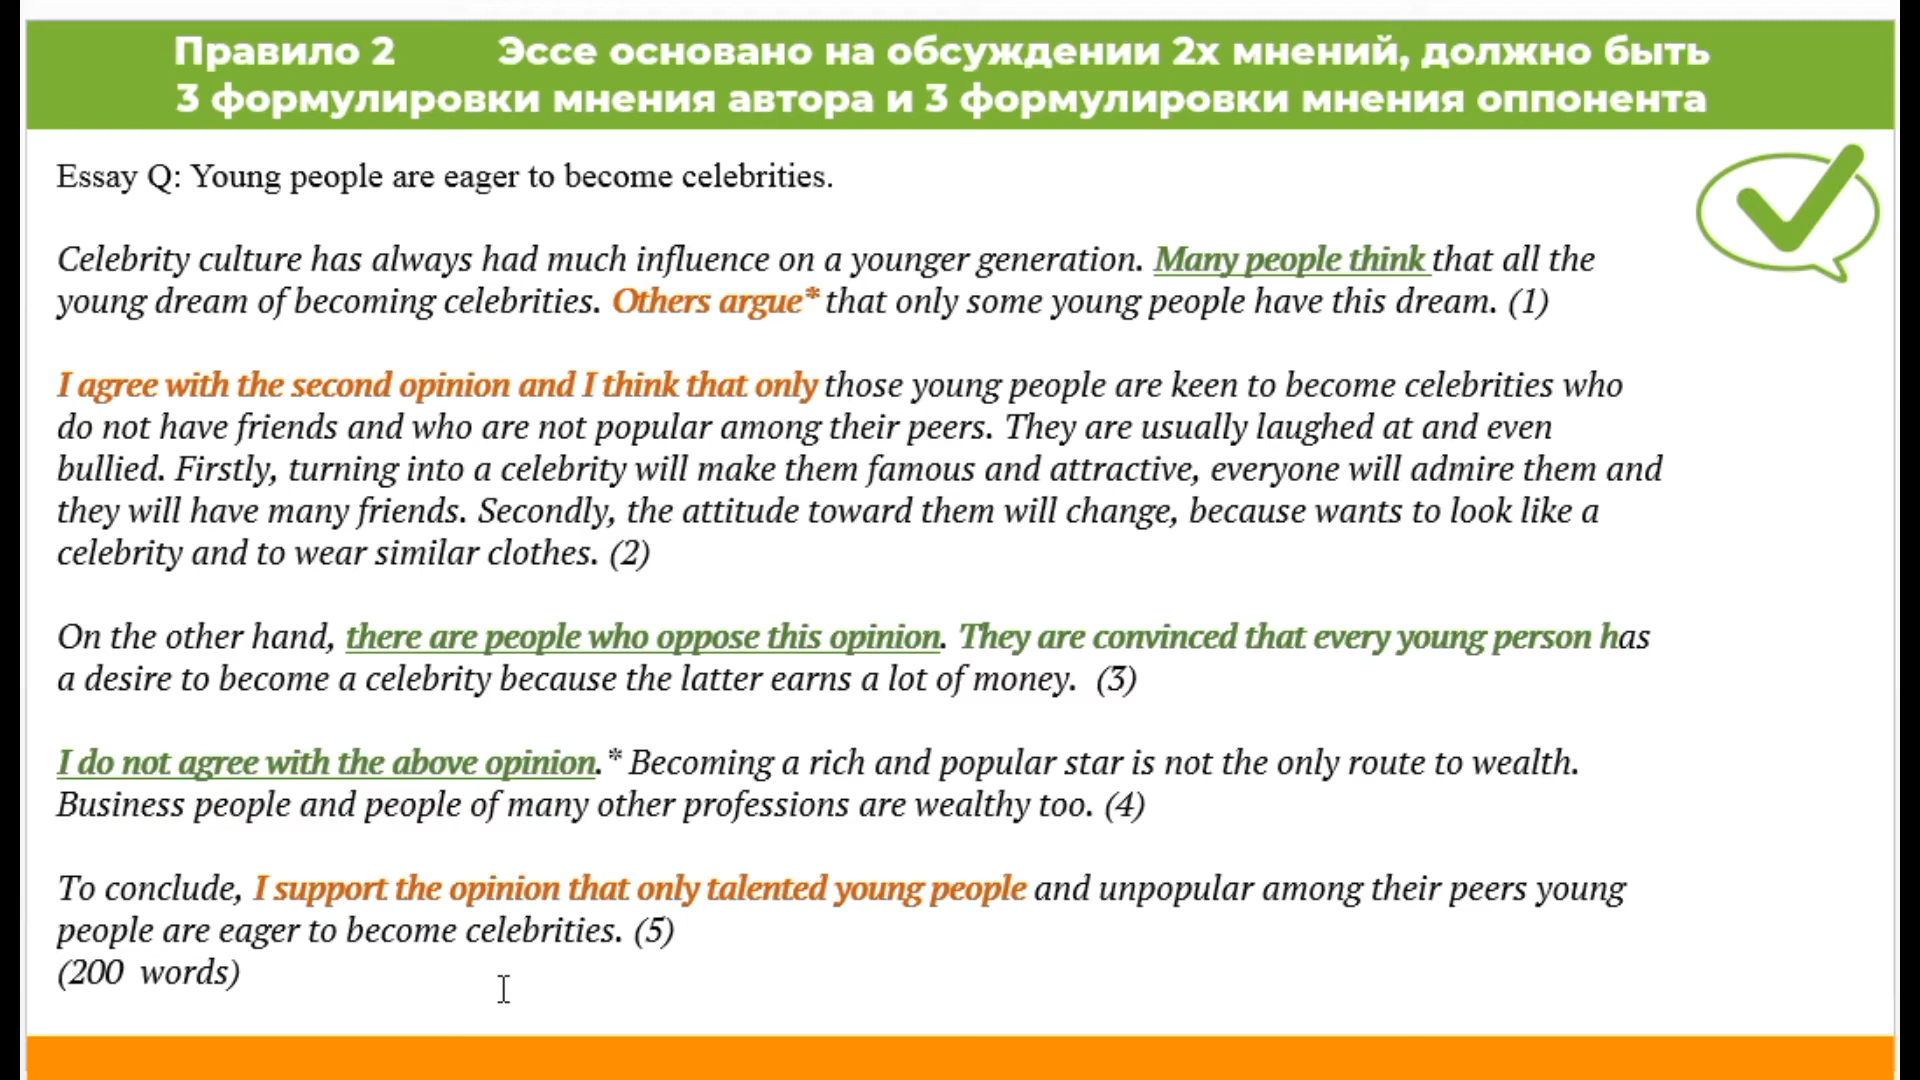 Правило 2 Эссе основано на обсуждении 2х мнений, должно быть
3 формулировки мнения автора и 3 формулировки мнения оппонента
Essay Q: Young people are eager to become celebrities.
Celebrity culture has always had much influence on a younger generation. Many people think that all the
young dream of becoming celebrities. Others argue* that only some young people have this dream. (1)
I agree with the second opinion and I think that only those young people are keen to become celebrities who
do not have friends and who are not popular among their peers. They are usually laughed at and even
bullied. Firstly, turning into a celebrity will make them famous and attractive, everyone will admire them and
they will have many friends. Secondly, the attitude toward them will change, because wants to look like a
celebrity and to wear similar clothes. (2)
On the other hand, there are people who oppose this opinion. They are convinced that every young person has
a desire to become a celebrity because the latter earns a lot of money. (3)
I do not agree with the above opinion.* Becoming a rich and popular star is not the only route to wealth.
Business people and people of many other professions are wealthy too. (4)
To conclude, I support the opinion that only talented young people and unpopular among their peers young
people are eager to become celebrities. (5)
(200 words)